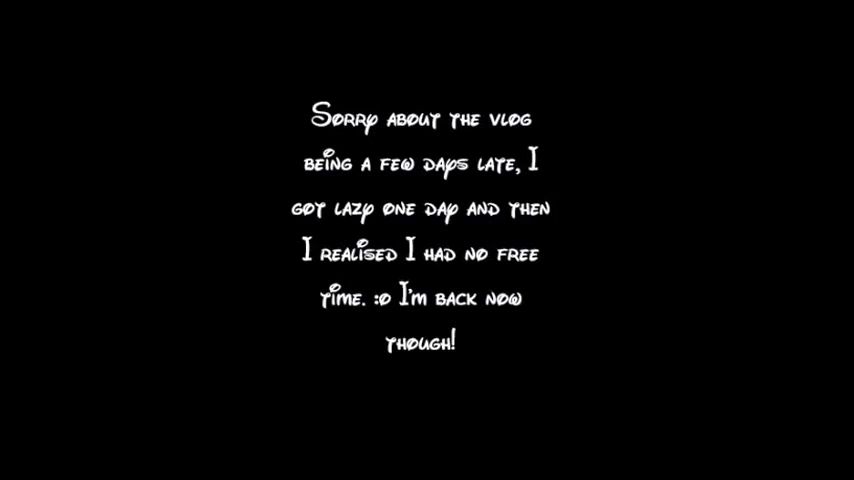 Sorry about the vlog
being a few days late, I
got lazy one day and then
I realised I had no free
time. :o I'm back now
though!